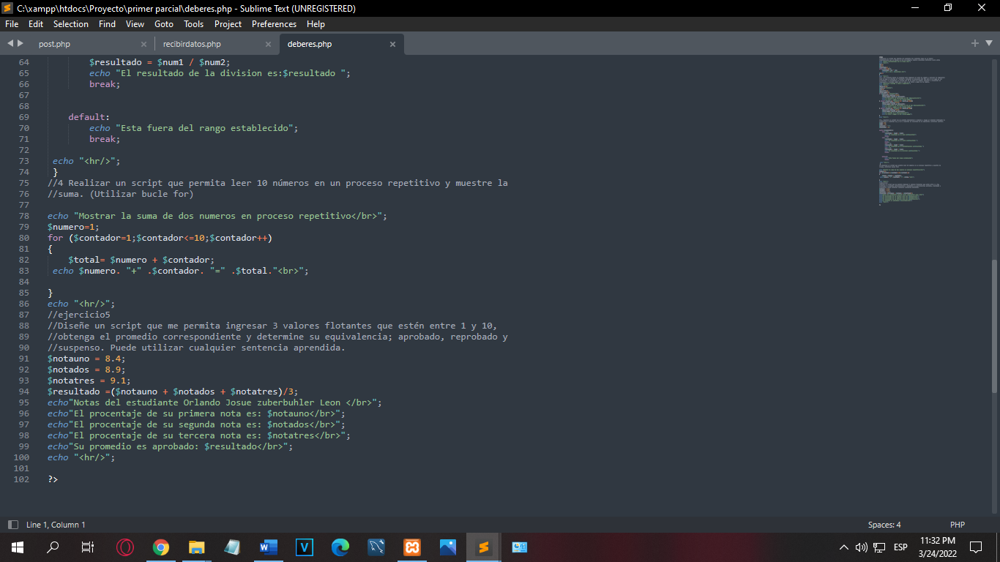 C:\xampp\htdocs\Proyecto\primer parcial\deberes.php - Sublime Text (UNREGISTERED)
File Edit Selection Find View Goto Tools Project Preferences Help
post.php × recibirdatos.php × deberes.php ×
64 $resultado = $num1 / $num2;
65 echo "El resultado de la division es:$resultado ";
66 break;
67
68
69 default:
70 echo "Esta fuera del rango establecido";
71 break;
72
73 echo "<hr/>";
74 }
75 //4 Realizar un script que permita leer 10 números en un proceso repetitivo y muestre la
76 //suma. (Utilizar bucle for)
77
78 echo "Mostrar la suma de dos numeros en proceso repetitivo</br>";
79 $numero=1;
80 for ($contador=1;$contador<=10;$contador++)
81 {
82 $total= $numero + $contador;
83 echo $numero. "+" .$contador. "=" .$total."<br>";
84
85 }
86 echo "<hr/>";
87 //ejercicio5
88 //Diseñe un script que me permita ingresar 3 valores flotantes que estén entre 1 y 10,
89 //obtenga el promedio correspondiente y determine su equivalencia; aprobado, reprobado y
90 //suspenso. Puede utilizar cualquier sentencia aprendida.
91 $notauno = 8.4;
92 $notados = 8.9;
93 $notatres = 9.1;
94 $resultado =($notauno + $notados + $notatres)/3;
95 echo"Notas del estudiante Orlando Josue zuberbuhler Leon </br>";
96 echo"El procentaje de su primera nota es: $notauno</br>";
97 echo"El procentaje de su segunda nota es: $notados</br>";
98 echo"El procentaje de su tercera nota es: $notatres</br>";
99 echo"Su promedio es aprobado: $resultado</br>";
100 echo "<hr/>";
101
102 ?>
Line 1, Column 1 Spaces: 4 PHP
ESP
11:32 PM
3/24/2022